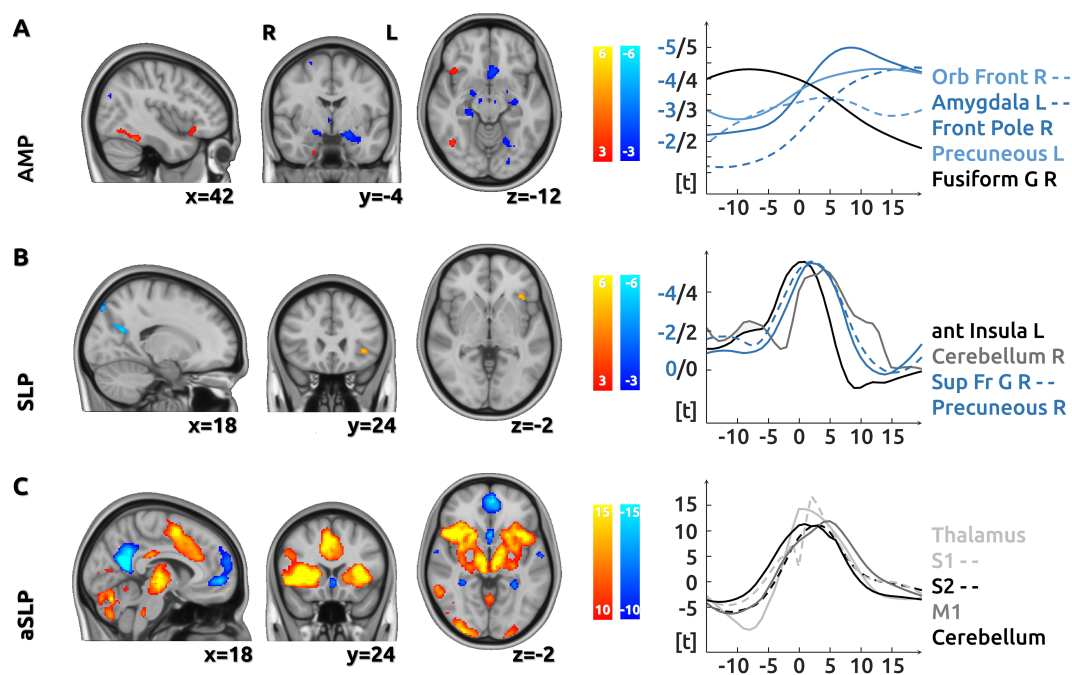 A
R
L
AMP
x=42
y=-4
z=-12
6
-6
3
-3
-5/5
-4/4
-3/3
-2/2
[t]
-10 -5 0 5 10 15
Orb Front R - -
Amygdala L - -
Front Pole R
Precuneous L
Fusiform G R
B
SLP
x=18
y=24
z=-2
6
-6
3
-3
-4/4
-2/2
0/0
[t]
-10 -5 0 5 10 15
ant Insula L
Cerebellum R
Sup Fr G R - -
Precuneous R
C
aSLP
x=18
y=24
z=-2
15
-15
10
-10
15
10
5
0
-5
[t]
-10 -5 0 5 10 15
Thalamus
S1 - -
S2 - -
M1
Cerebellum